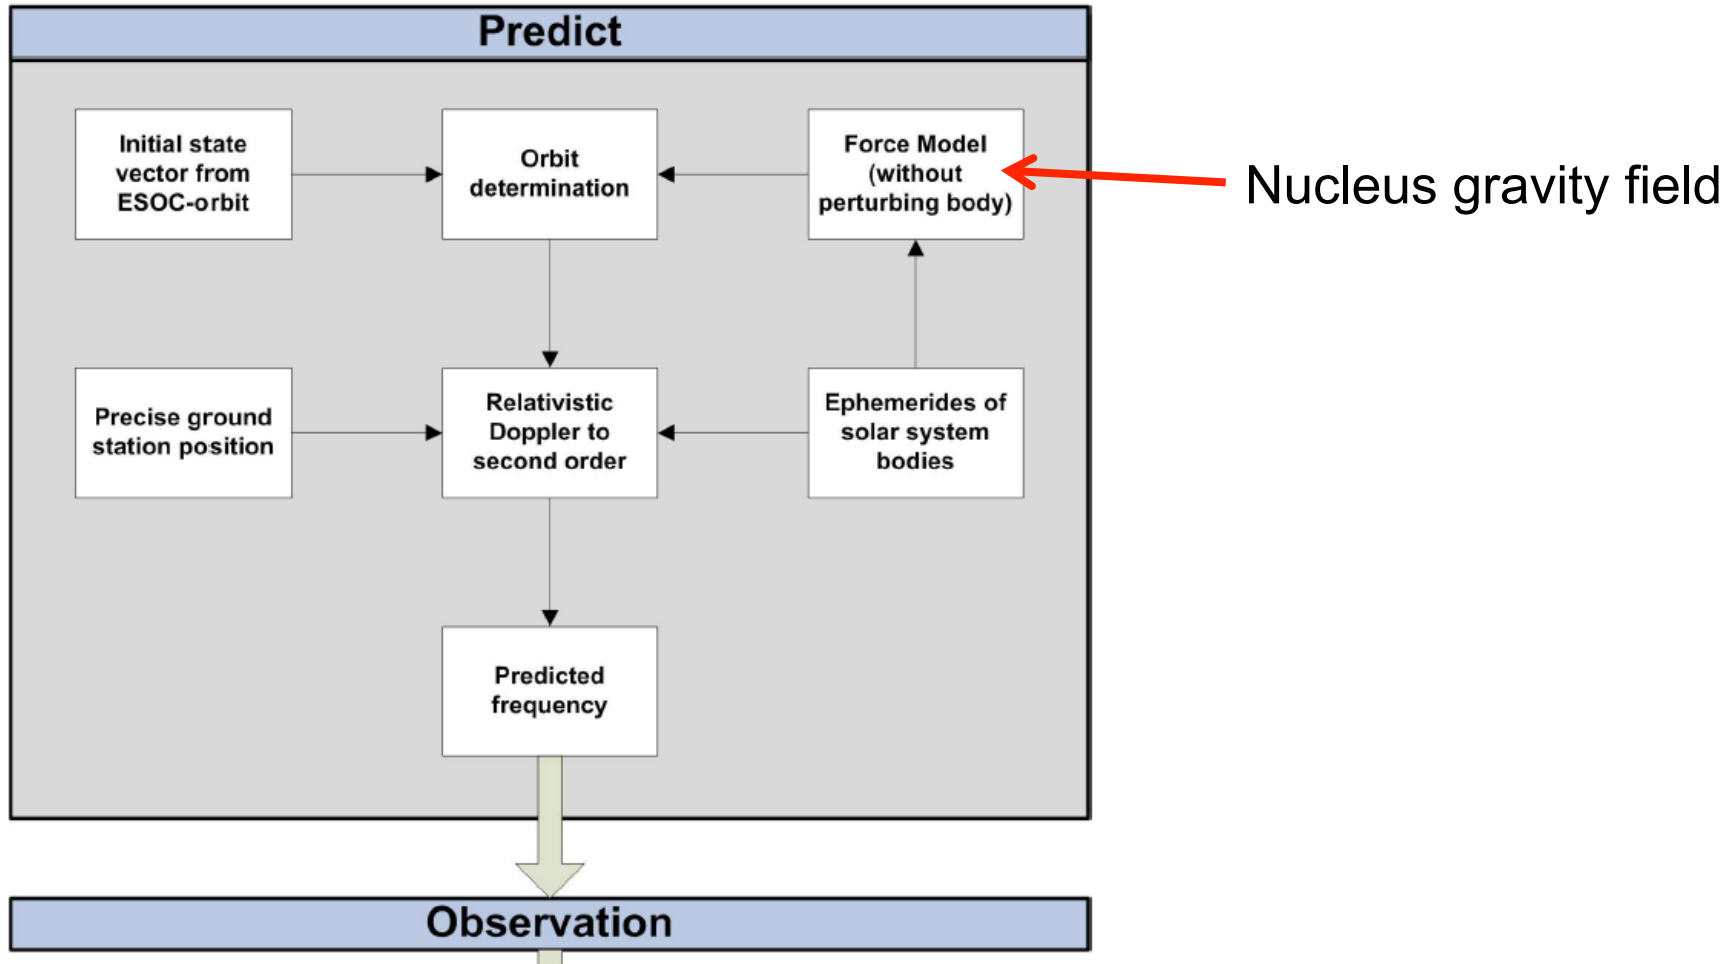 Predict
Initial state
vector from
ESOC-orbit
Orbit
determination
Force Model
(without
perturbing body)
Nucleus gravity field
Precise ground
station position
Relativistic
Doppler to
second order
Ephemerides of
solar system
bodies
Predicted
frequency
Observation